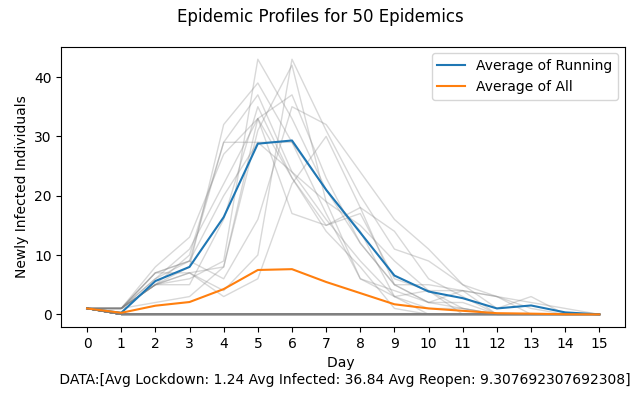 Epidemic Profiles for 50 Epidemics
Newly Infected Individuals
40
30
20
10
0
Average of Running
Average of All
0 1 2 3 4 5 6 7 8 9 10 11 12 13 14 15
Day
DATA:[Avg Lockdown: 1.24 Avg Infected: 36.84 Avg Reopen: 9.307692307692308]